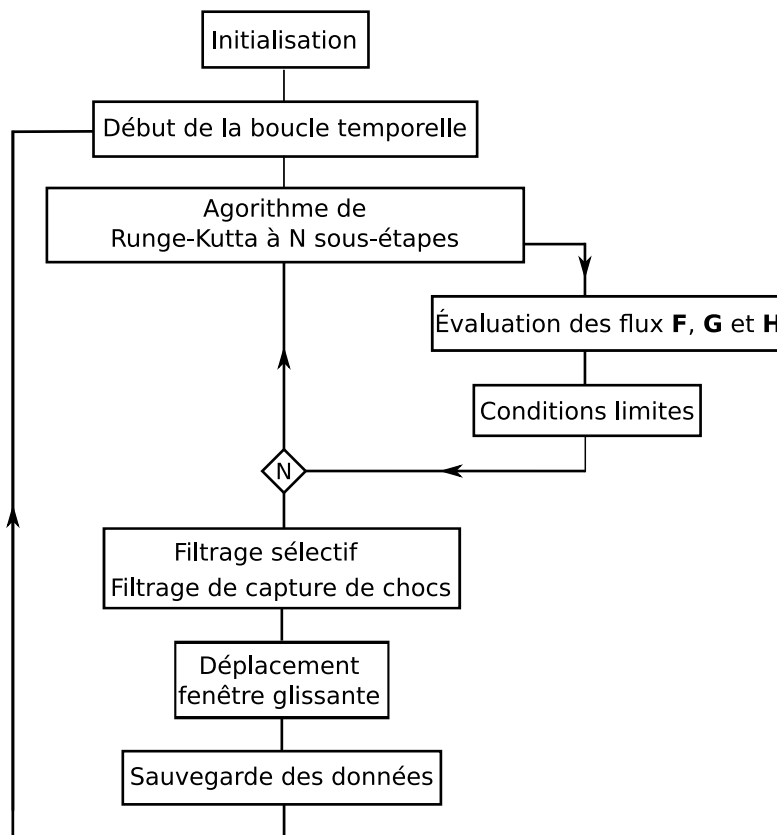 Initialisation
Début de la boucle temporelle
Agorithme de
Runge-Kutta à N sous-étapes
Évaluation des flux F, G et H
Conditions limites
N
Filtrage sélectif
Filtrage de capture de chocs
Déplacement
fenêtre glissante
Sauvegarde des données